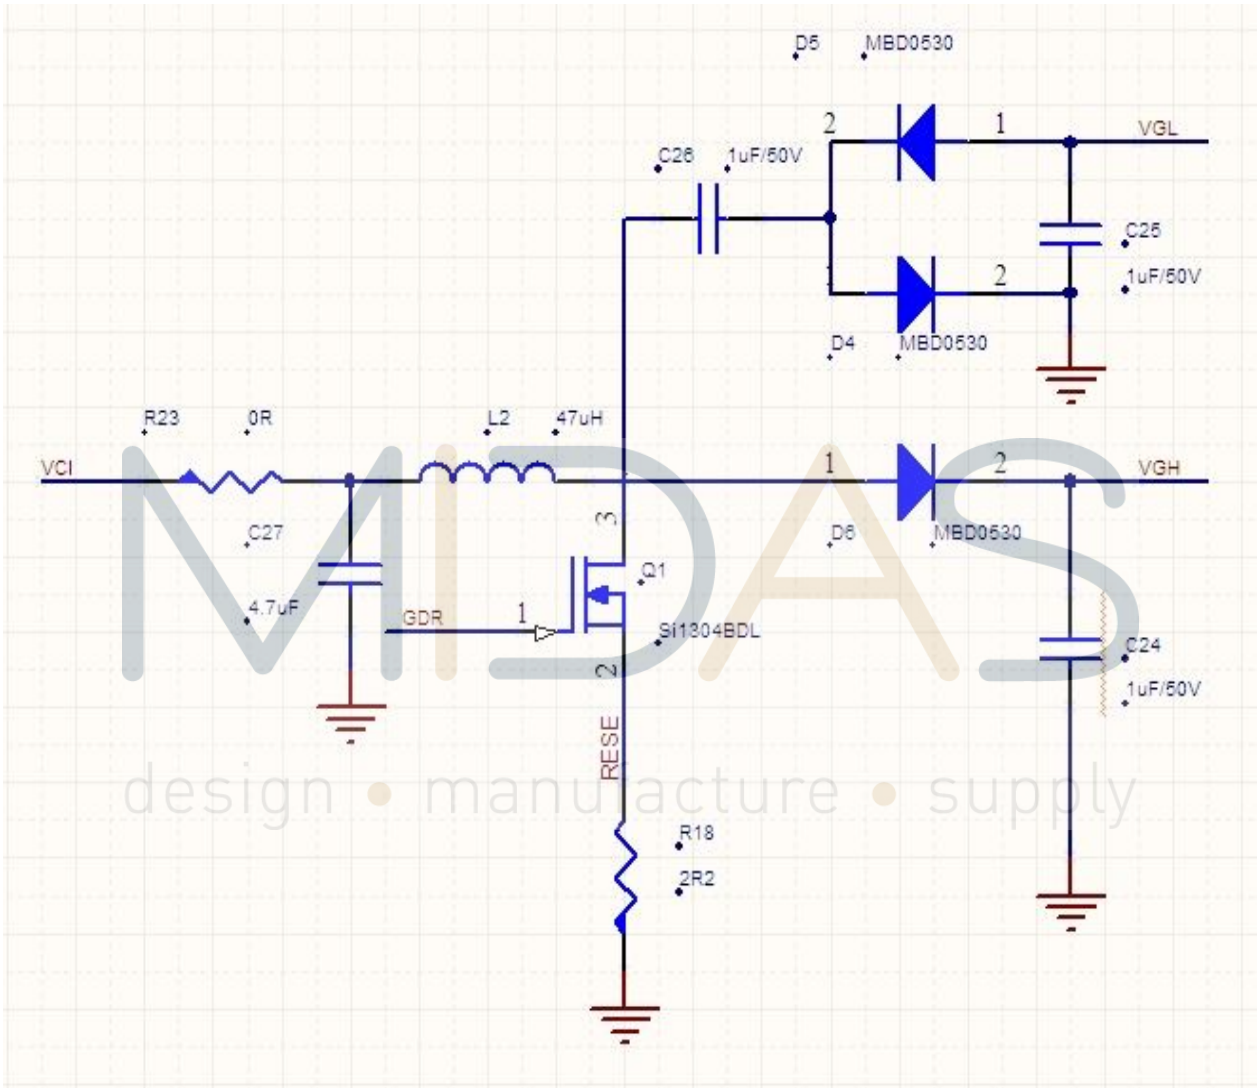 D5 MBD0530
2 1 VGL
C26 1uF/50V
C25
1 2 1uF/50V
D4 MBD0530
R23 0R L2 47uH
VCI 1 2 VGH
3
C27 D6 MBD0530
Q1
4.7uF GDR 1 Si1304BDL
2 C24
1uF/50V
RESE
MIDAS
design • manufacture • supply
R18
2R2